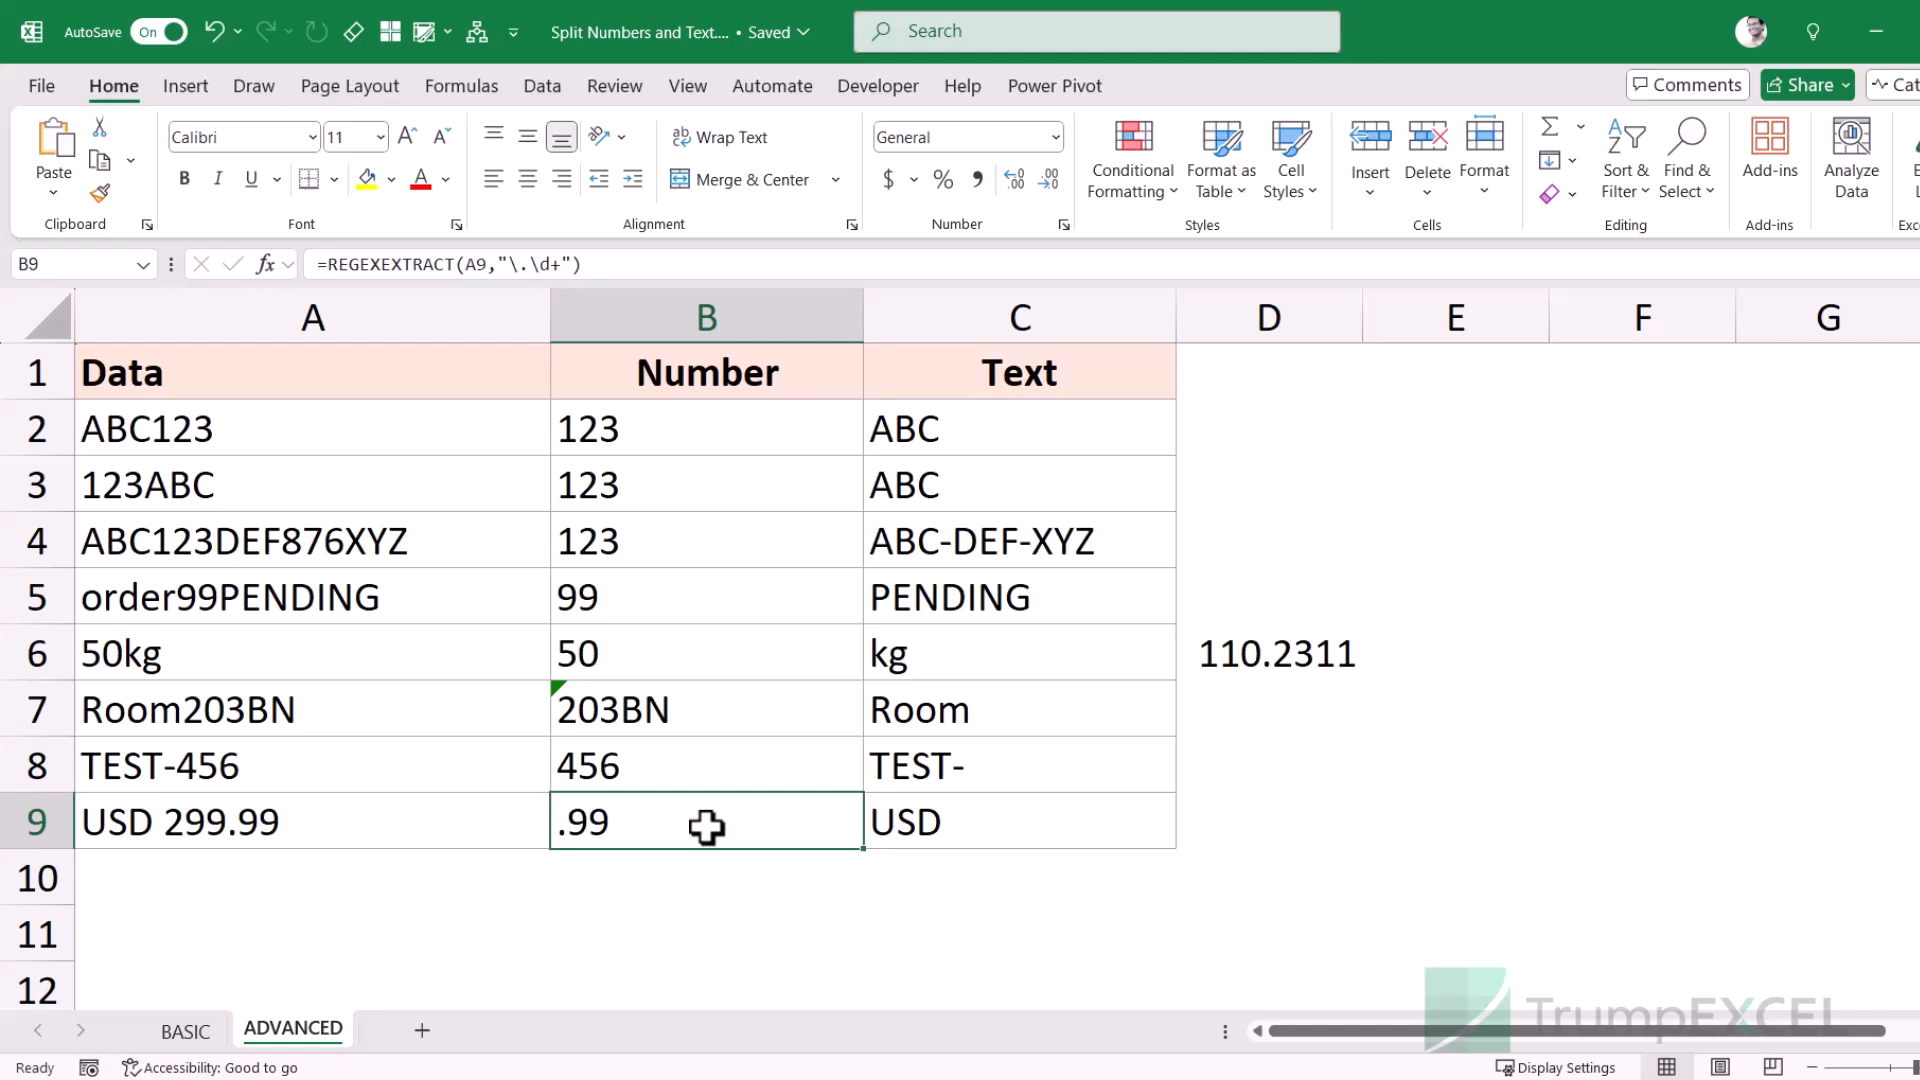 AutoSave On Split Numbers and Text.... • Saved Search
File Home Insert Draw Page Layout Formulas Data Review View Automate Developer Help Power Pivot Comments Share Cat
Paste Calibri 11 Wrap Text General Conditional Formatting Format as Table Cell Styles Insert Delete Format Sort & Filter Find & Select Add-ins Analyze Data
B I U A Merge & Center $ %
Clipboard Font Alignment Number Styles Cells Editing Add-ins Exce
B9 fx =REGEXEXTRACT(A9,"\.\d+")
A B C D E F G
1 Data Number Text
2 ABC123 123 ABC
3 123ABC 123 ABC
4 ABC123DEF876XYZ 123 ABC-DEF-XYZ
5 order99PENDING 99 PENDING
6 50kg 50 kg 110.2311
7 Room203BN 203BN Room
8 TEST-456 456 TEST-
9 USD 299.99 .99 USD
10
11
12
TrumpEXCEL
BASIC ADVANCED +
Ready Accessibility: Good to go Display Settings